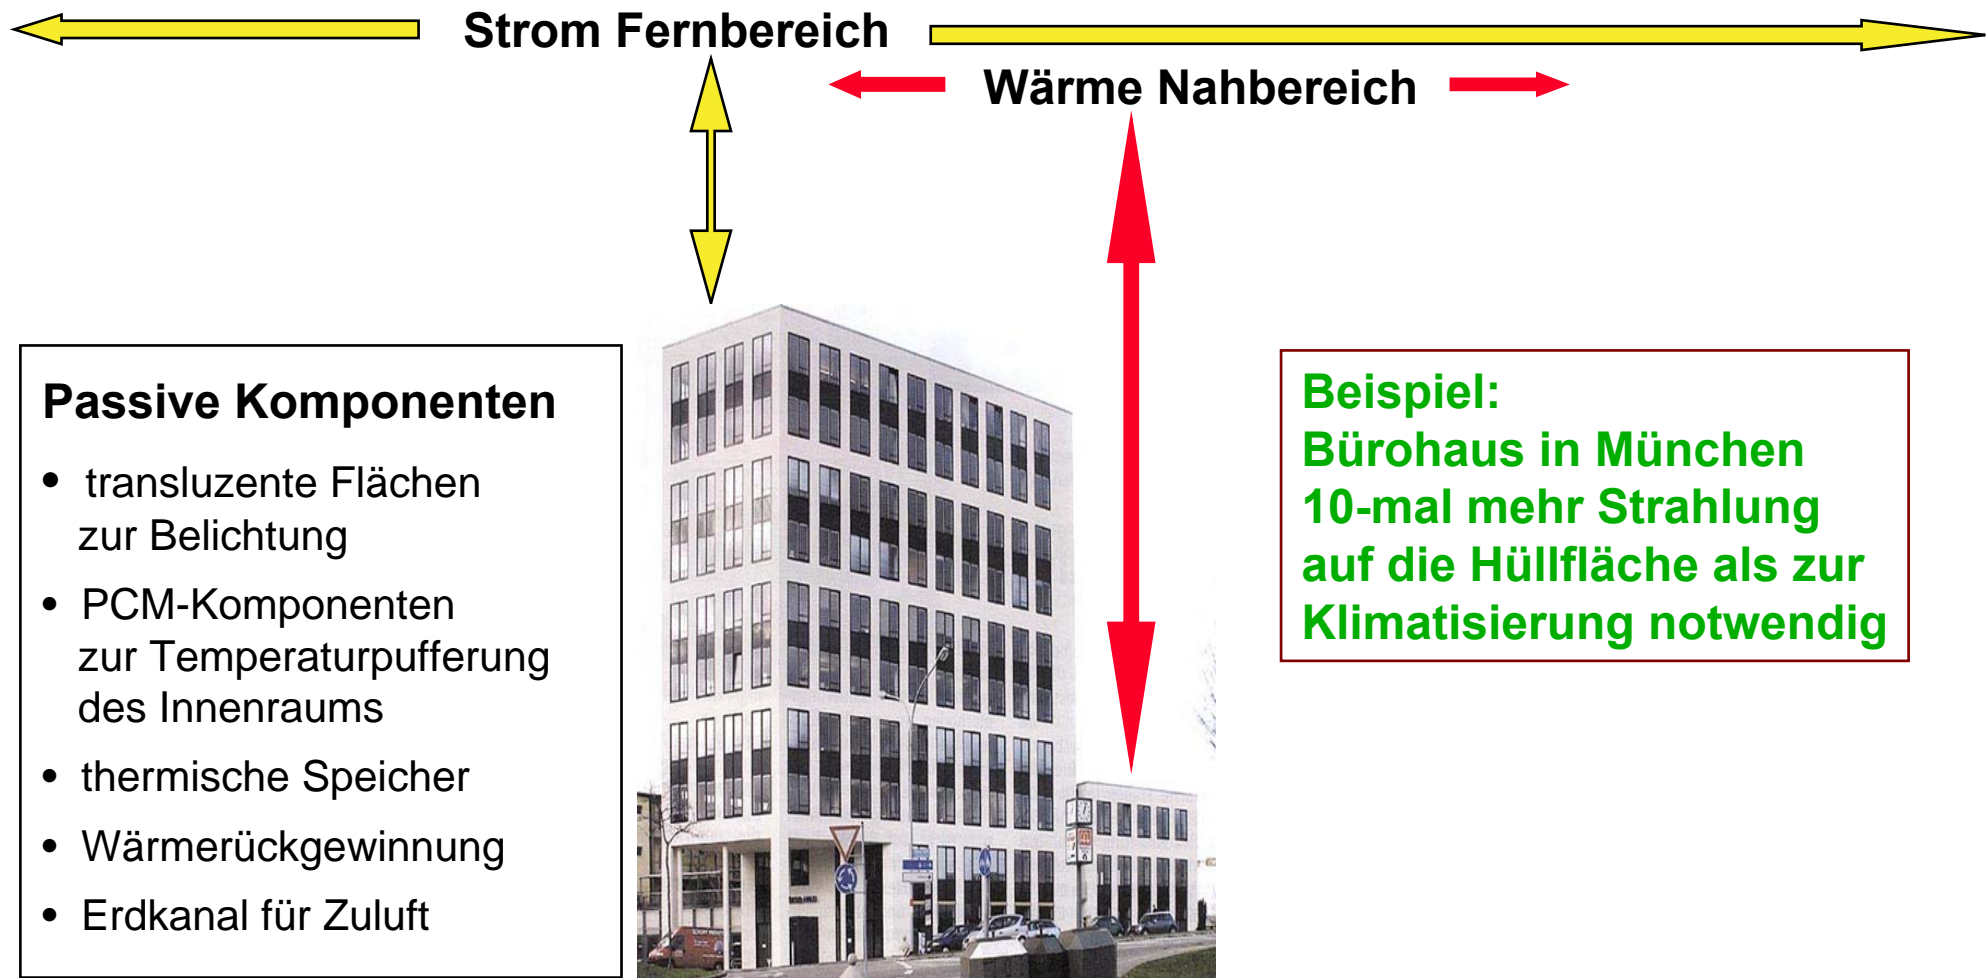 Strom Fernbereich
Wärme Nahbereich
Passive Komponenten
• transluzente Flächen
zur Belichtung
• PCM-Komponenten
zur Temperaturpufferung
des Innenraums
• thermische Speicher
• Wärmerückgewinnung
• Erdkanal für Zuluft
Beispiel:
Bürohaus in München
10-mal mehr Strahlung
auf die Hüllfläche als zur
Klimatisierung notwendig